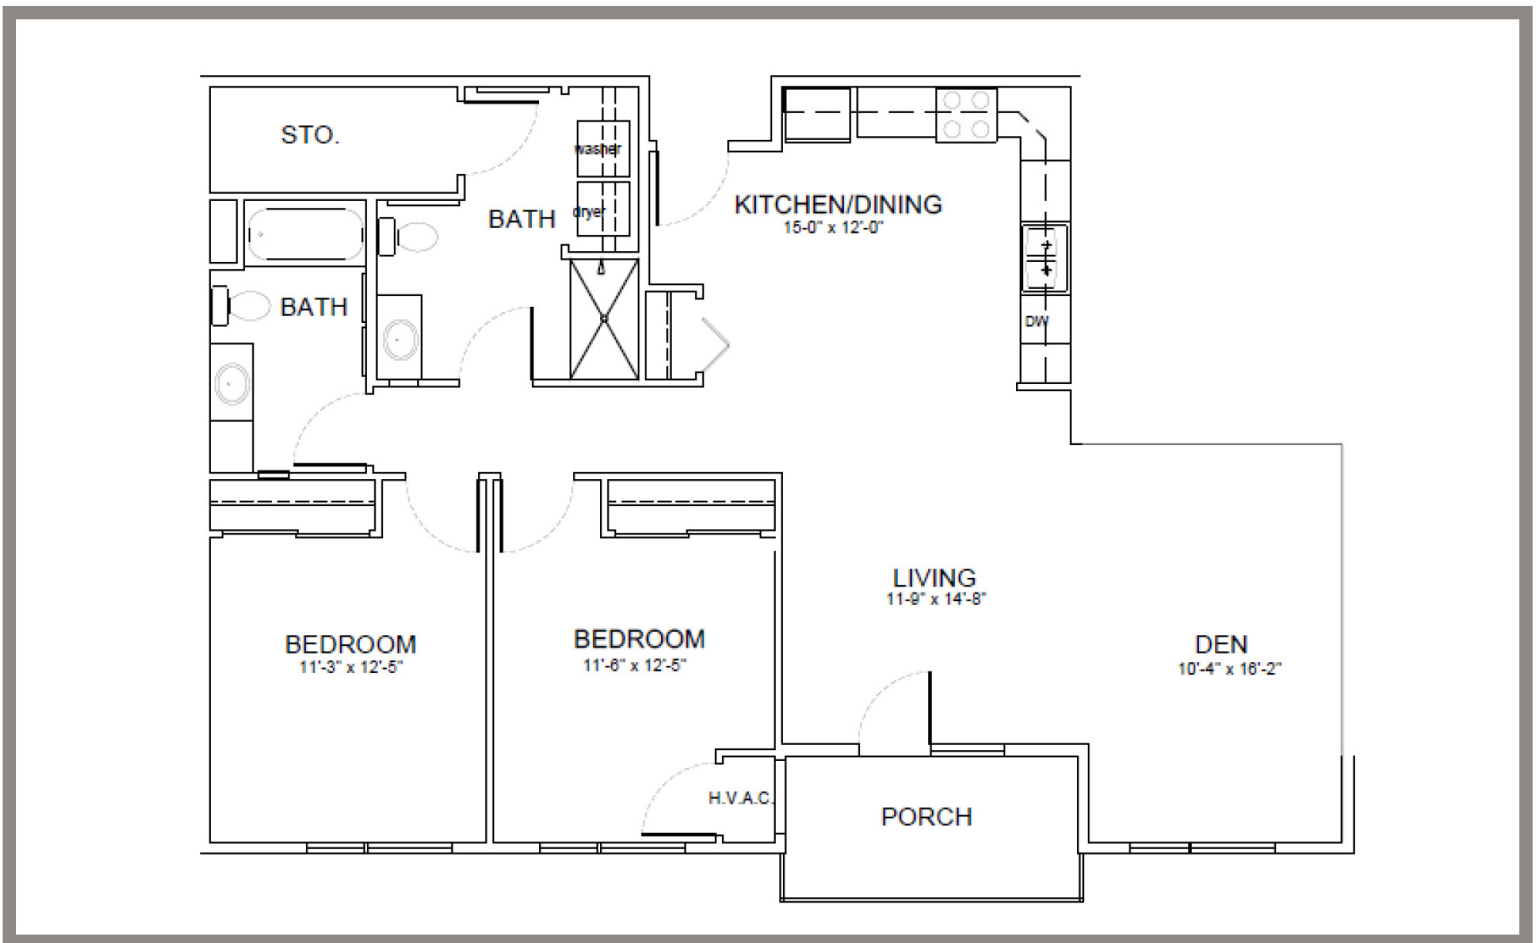 STO.
washer
dryer
BATH
KITCHEN/DINING
15-0" x 12'-0"
BATH
DW
LIVING
11-9" x 14'-8"
BEDROOM
11'-3" x 12'-5"
BEDROOM
11'-6" x 12'-5"
DEN
10'-4" x 16'-2"
H.V.A.C.
PORCH